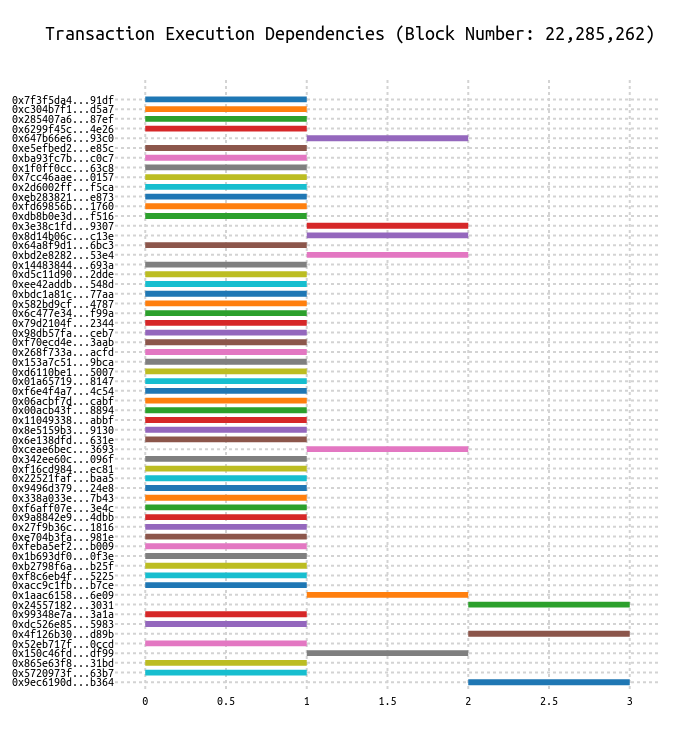 Transaction Execution Dependencies (Block Number: 22,285,262)
0x7f3f5da4...91df
0xc304b7f1...d5a7
0x285407a6...87ef
0x6299f45c...4e26
0x647b66e6...93c0
0xe5efbed2...e85c
0xba93fc7b...c0c7
0x1f0ff0cc...63c8
0x7cc46aae...0157
0x2d6002ff...f5ca
0xeb283821...e873
0xfd69856b...1760
0xdb8b0e3d...f516
0x3e38c1fd...9307
0x8d14b06c...c13e
0x64a8f9d1...6bc3
0xbd2e8282...53e4
0x14483844...693a
0xd5c11d90...2dde
0xee42addb...548d
0xbdc1a81c...77aa
0x582bd9cf...4787
0x6c477e34...f99a
0x79d2104f...2344
0x98db57fa...ceb7
0xf70ecd4e...3aab
0x268f733a...acfd
0x153a7c51...9bca
0xd6110be1...5007
0x01a65719...8147
0xf6e4f4a7...4c54
0x06acbf7d...cabf
0x00acb43f...8894
0x11049338...abbf
0x8e5159b3...9130
0x6e138dfd...631e
0xceae6bec...3693
0x342ee60c...096f
0xf16cd984...ec81
0x22521faf...baa5
0x9496d379...24e8
0x338a033e...7b43
0xf6aff07e...3e4c
0x9a8842e9...4dbb
0x27f9b36c...1816
0xe704b3fa...981e
0xfeba5ef2...b009
0x1b693df0...0f3e
0xb2798f6a...b25f
0xf8c6eb4f...5225
0xacc9c1fb...b7ce
0x1aac6158...6e09
0x24557182...3031
0x99348e7a...3a1a
0xdc526e85...5983
0x4f126b30...d89b
0x52eb717f...0ccd
0x150c46fd...df99
0x865e63f8...31bd
0x5720973f...63b7
0x9ec6190d...b364
0 0.5 1 1.5 2 2.5 3